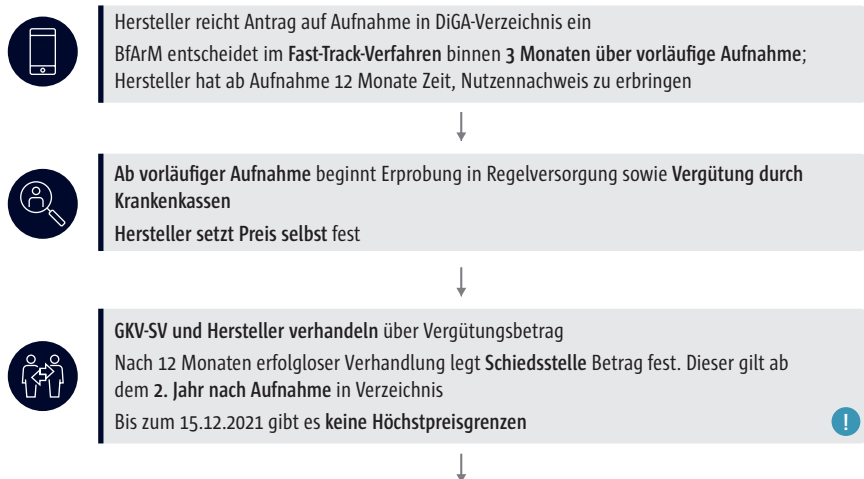 Hersteller reicht Antrag auf Aufnahme in DiGA-Verzeichnis ein
BfArM entscheidet im Fast-Track-Verfahren binnen 3 Monaten über vorläufige Aufnahme;
Hersteller hat ab Aufnahme 12 Monate Zeit, Nutzennachweis zu erbringen
Ab vorläufiger Aufnahme beginnt Erprobung in Regelversorgung sowie Vergütung durch
Krankenkassen
Hersteller setzt Preis selbst fest
GKV-SV und Hersteller verhandeln über Vergütungsbetrag
Nach 12 Monaten erfolgloser Verhandlung legt Schiedsstelle Betrag fest. Dieser gilt ab
dem 2. Jahr nach Aufnahme in Verzeichnis
Bis zum 15.12.2021 gibt es keine Höchstpreisgrenzen
!